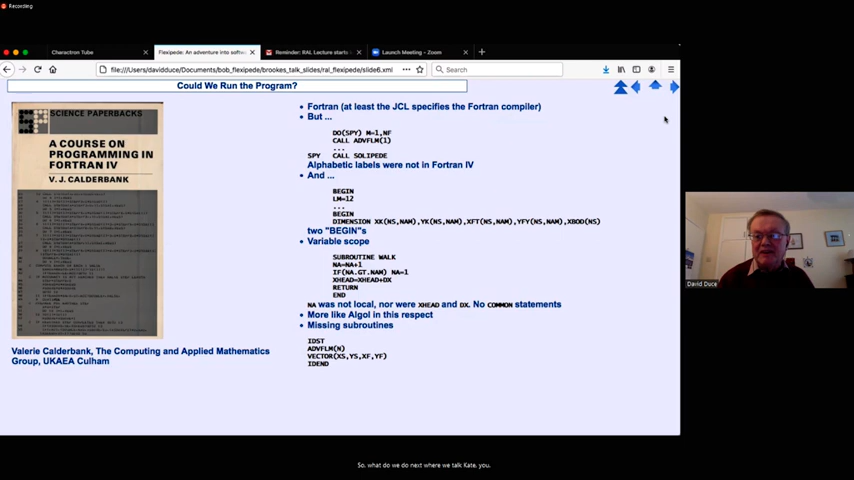 Recording
Charactron Tube
Flexipede: An adventure into softw
Reminder: RAL Lecture starts
Launch Meeting - Zoom
file:///Users/davidduce/Documents/bob_flexipede/brookes_talk_slides/ral_flexipede/slide6.xml
Search
Could We Run the Program?
SCIENCE PAPERBACKS
A COURSE ON
PROGRAMMING IN
FORTRAN IV
V. J. CALDERBANK
Valerie Calderbank, The Computing and Applied Mathematics
Group, UKAEA Culham
• Fortran (at least the JCL specifies the Fortran compiler)
• But ...
DO(SPY) M=1,NF
CALL ADVFLM(1)
...
SPY CALL SOLIPEDE
Alphabetic labels were not in Fortran IV
• And ...
BEGIN
LM=12
...
BEGIN
DIMENSION XK(NS,NAM),YK(NS,NAM),XFT(NS,NAM),YFY(NS,NAM),XBOD(NS)
two "BEGIN"s
• Variable scope
SUBROUTINE WALK
NA=NA+1
IF(NA.GT.NAM) NA=1
XHEAD=XHEAD+DX
RETURN
END
NA was not local, nor were XHEAD and DX. No COMMON statements
• More like Algol in this respect
• Missing subroutines
IDST
ADVFLM(N)
VECTOR(XS,YS,XF,YF)
IDEND
David Duce
So, what do we do next where we talk Kate, you.